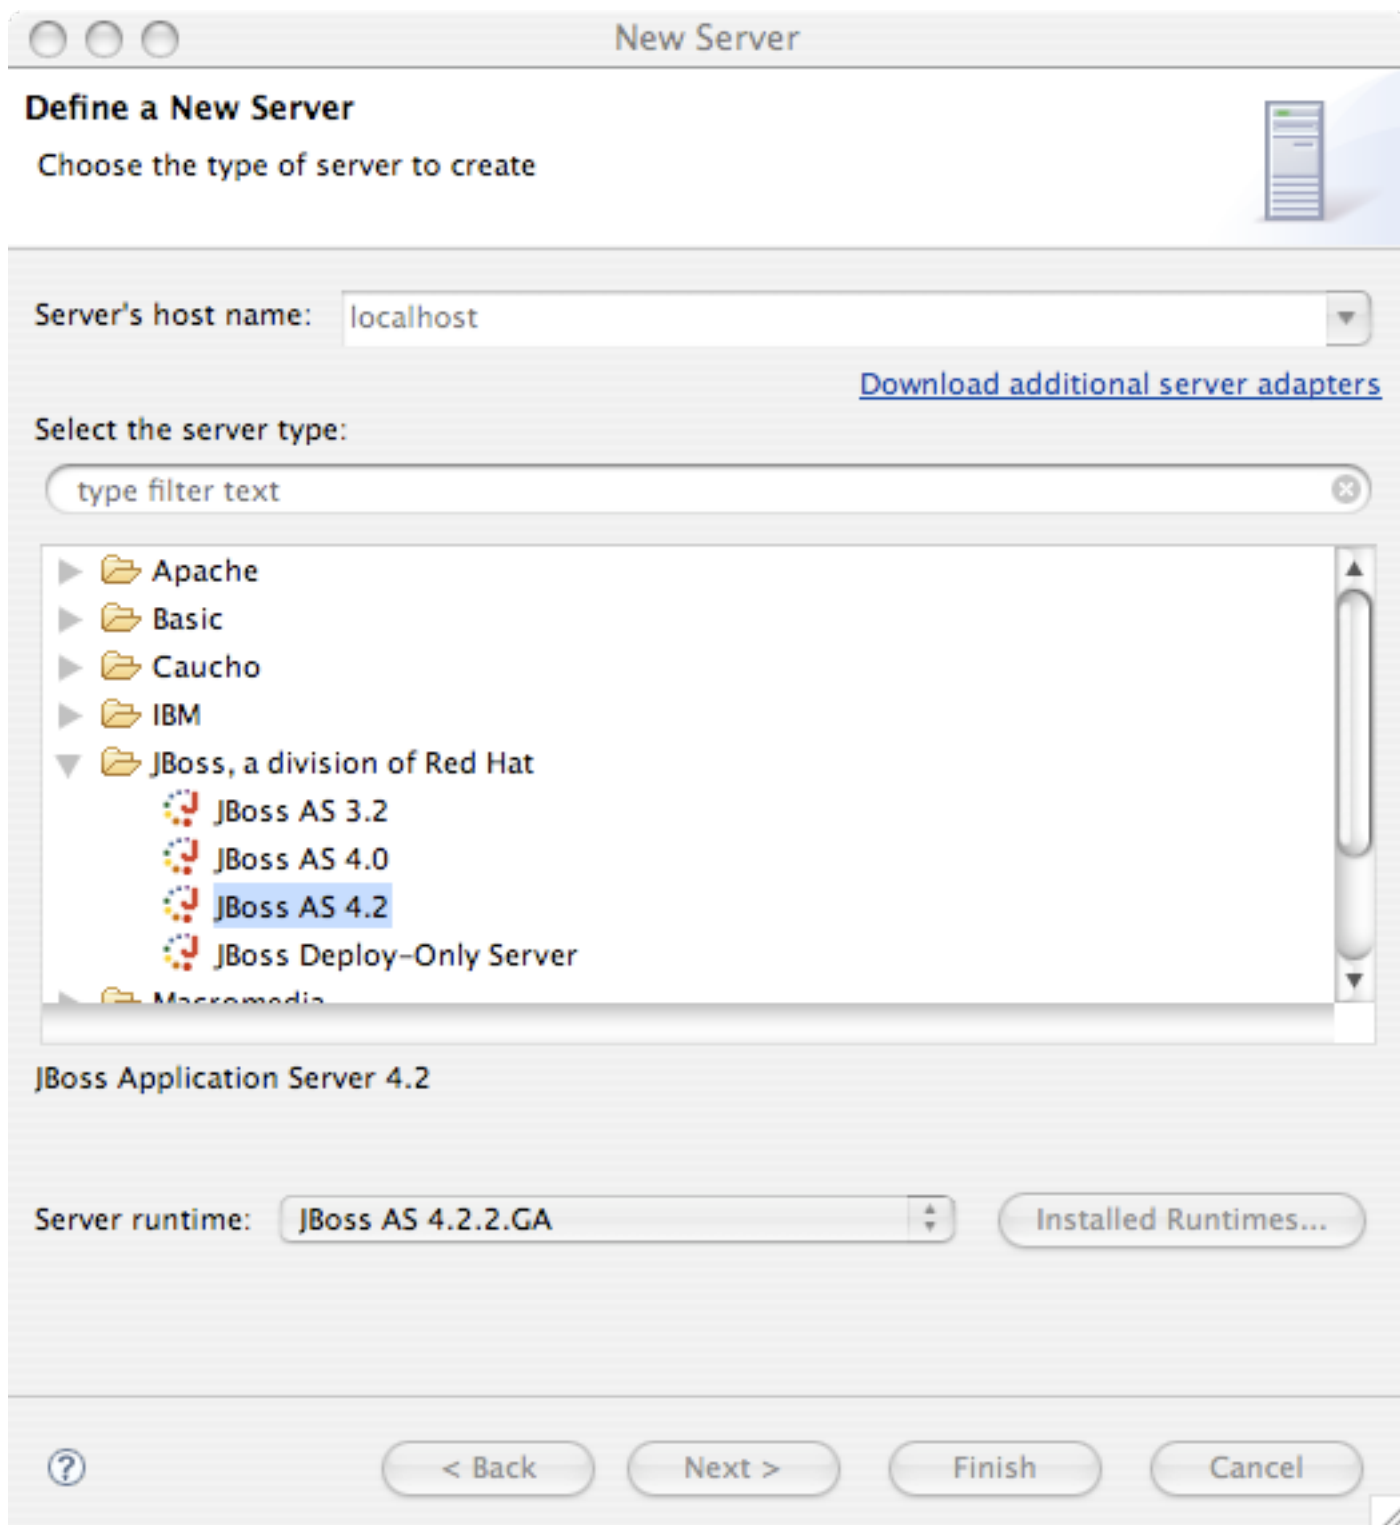 New Server
Define a New Server
Choose the type of server to create
Server's host name: localhost
Download additional server adapters
Select the server type:
type filter text
Apache
Basic
Caucho
IBM
JBoss, a division of Red Hat
JBoss AS 3.2
JBoss AS 4.0
JBoss AS 4.2
JBoss Deploy-Only Server
Macromedia
JBoss Application Server 4.2
Server runtime: JBoss AS 4.2.2.GA Installed Runtimes...
? < Back Next > Finish Cancel